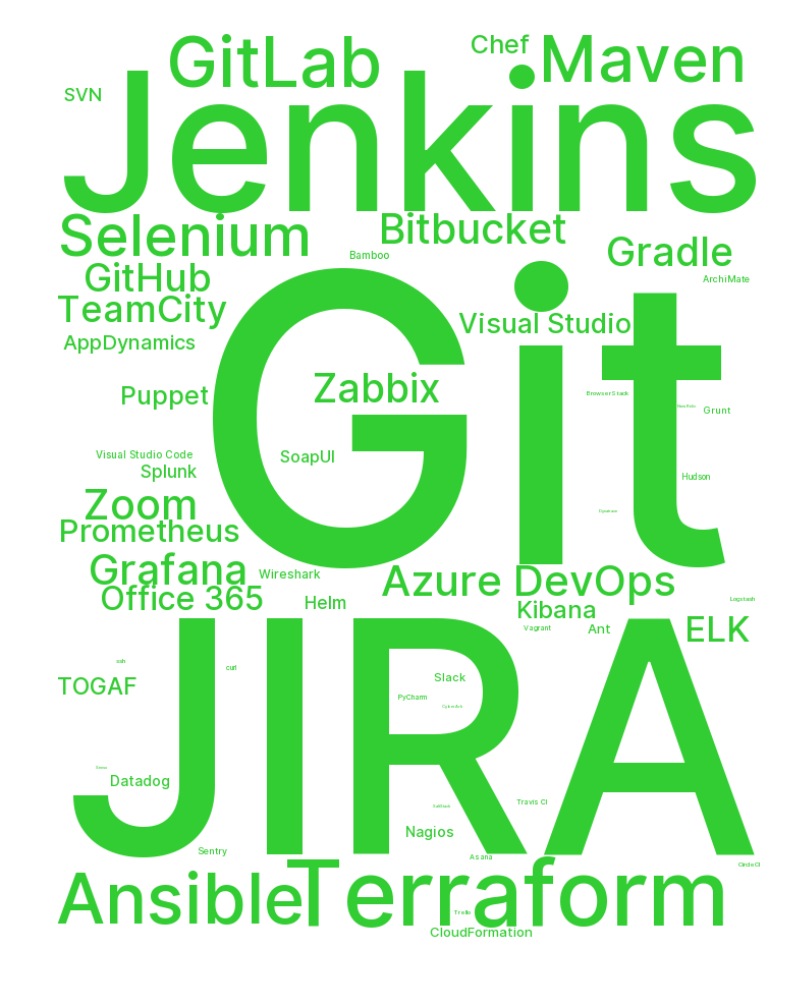 GitLab
Chef
Maven
SVN
Jenkins
Selenium
Bitbucket
Gradle
Bamboo
GitHub
ArchiMate
TeamCity
Visual Studio
AppDynamics
Git
Zabbix
Puppet
BrowserStack
Grunt
Visual Studio Code
SoapUI
Splunk
Hudson
Zoom
Prometheus
Grafana
Wireshark
Azure DevOps
Office 365
Helm
Kibana
Logstash
Vagrant
Ant
ELK
JIRA
ssh
curl
TOGAF
Slack
PyCharm
Datadog
Travis CI
Nagios
Sentry
Asana
CircleCI
Ansible
Terraform
Trello
CloudFormation